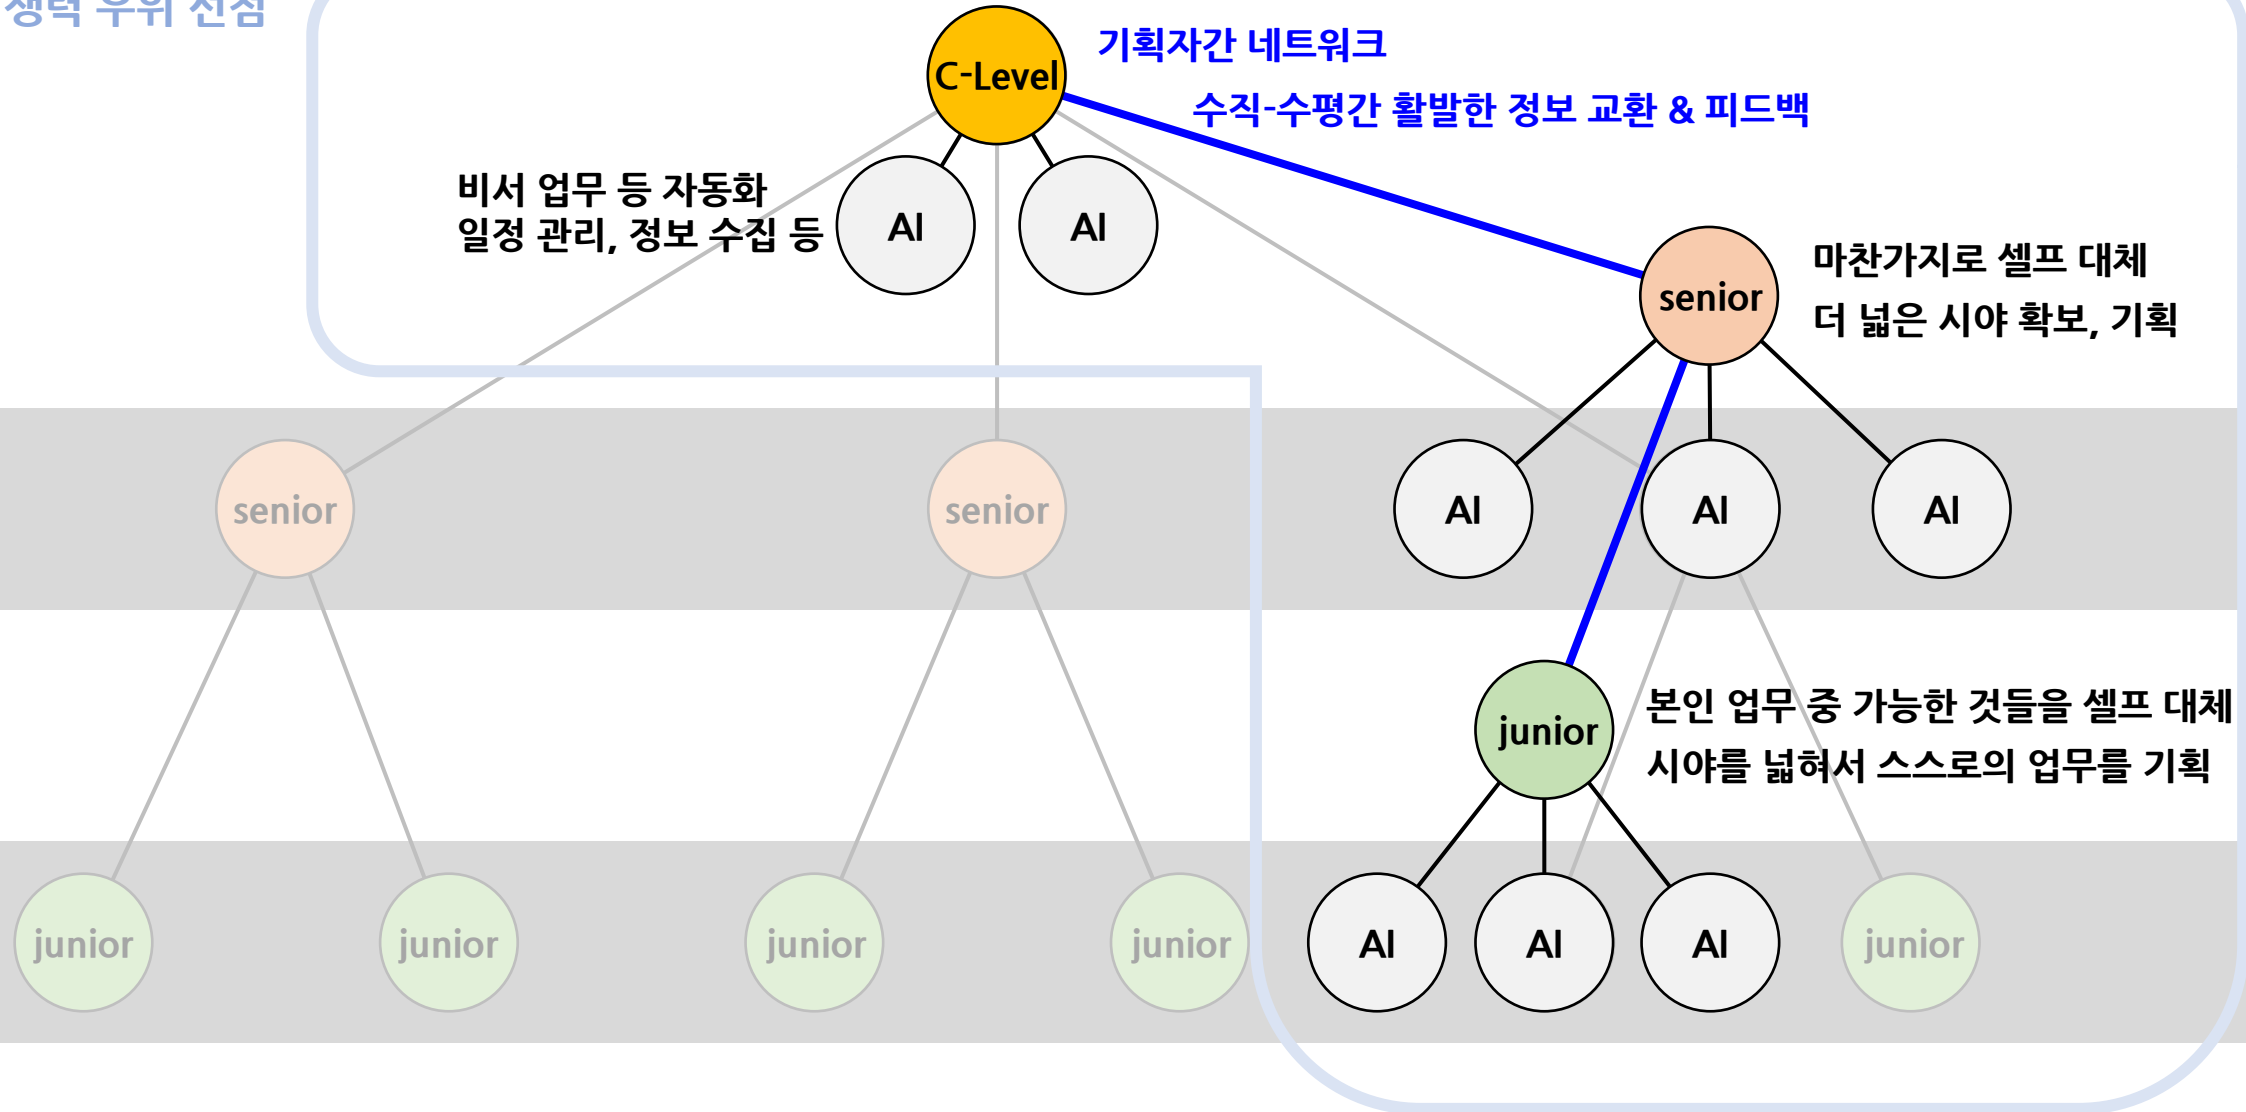 우위 선점
C-Level
기획자간 네트워크
수직-수평간 활발한 정보 교환 & 피드백
비서 업무 등 자동화
일정 관리, 정보 수집 등
AI
AI
senior
마찬가지로 셀프 대체
더 넓은 시야 확보, 기획
senior
senior
AI
AI
AI
junior
본인 업무 중 가능한 것들을 셀프 대체
시야를 넓혀서 스스로의 업무를 기획
junior
junior
junior
junior
AI
AI
AI
junior